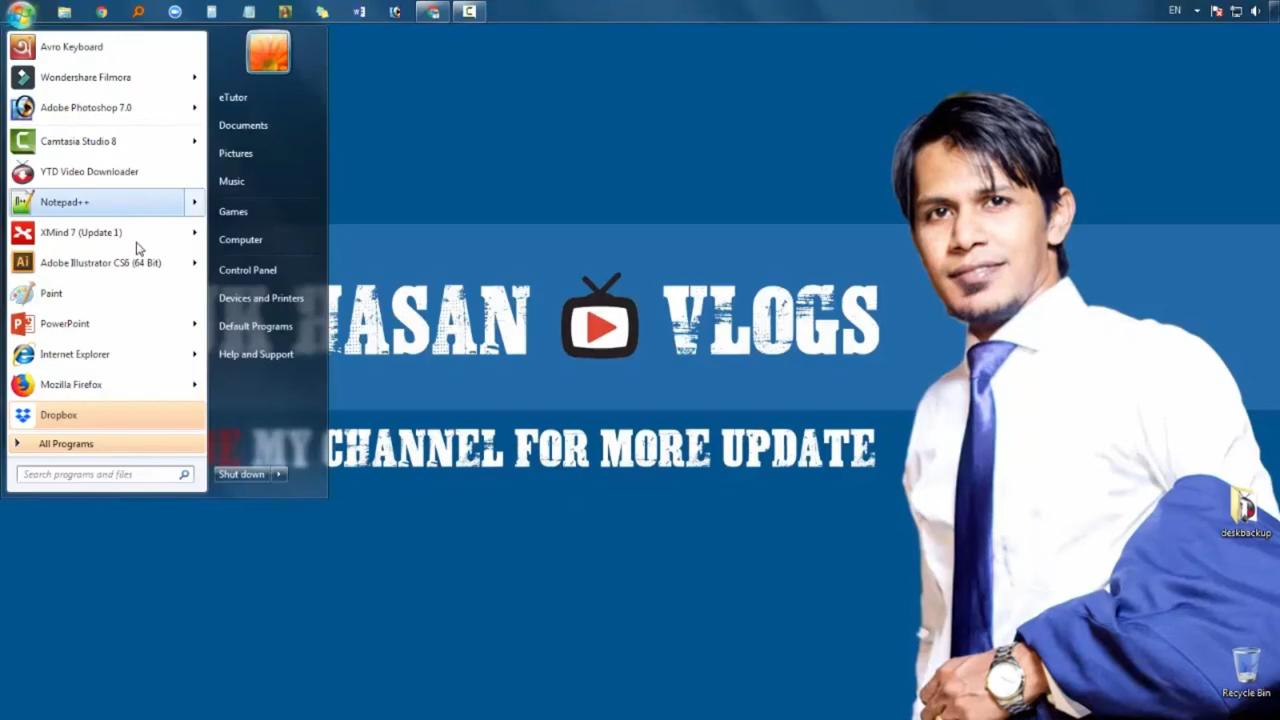 EN
Avro Keyboard
Wondershare Filmora
Adobe Photoshop 7.0
Camtasia Studio 8
YTD Video Downloader
Notepad++
XMind 7 (Update 1)
Adobe Illustrator CS6 (64 Bit)
Paint
PowerPoint
Internet Explorer
Mozilla Firefox
Dropbox
All Programs
Search programs and files
eTutor
Documents
Pictures
Music
Games
Computer
Control Panel
Devices and Printers
Default Programs
Help and Support
Shut down
HASAN VLOGS
MY CHANNEL FOR MORE UPDATE
deskbackup
Recycle Bin